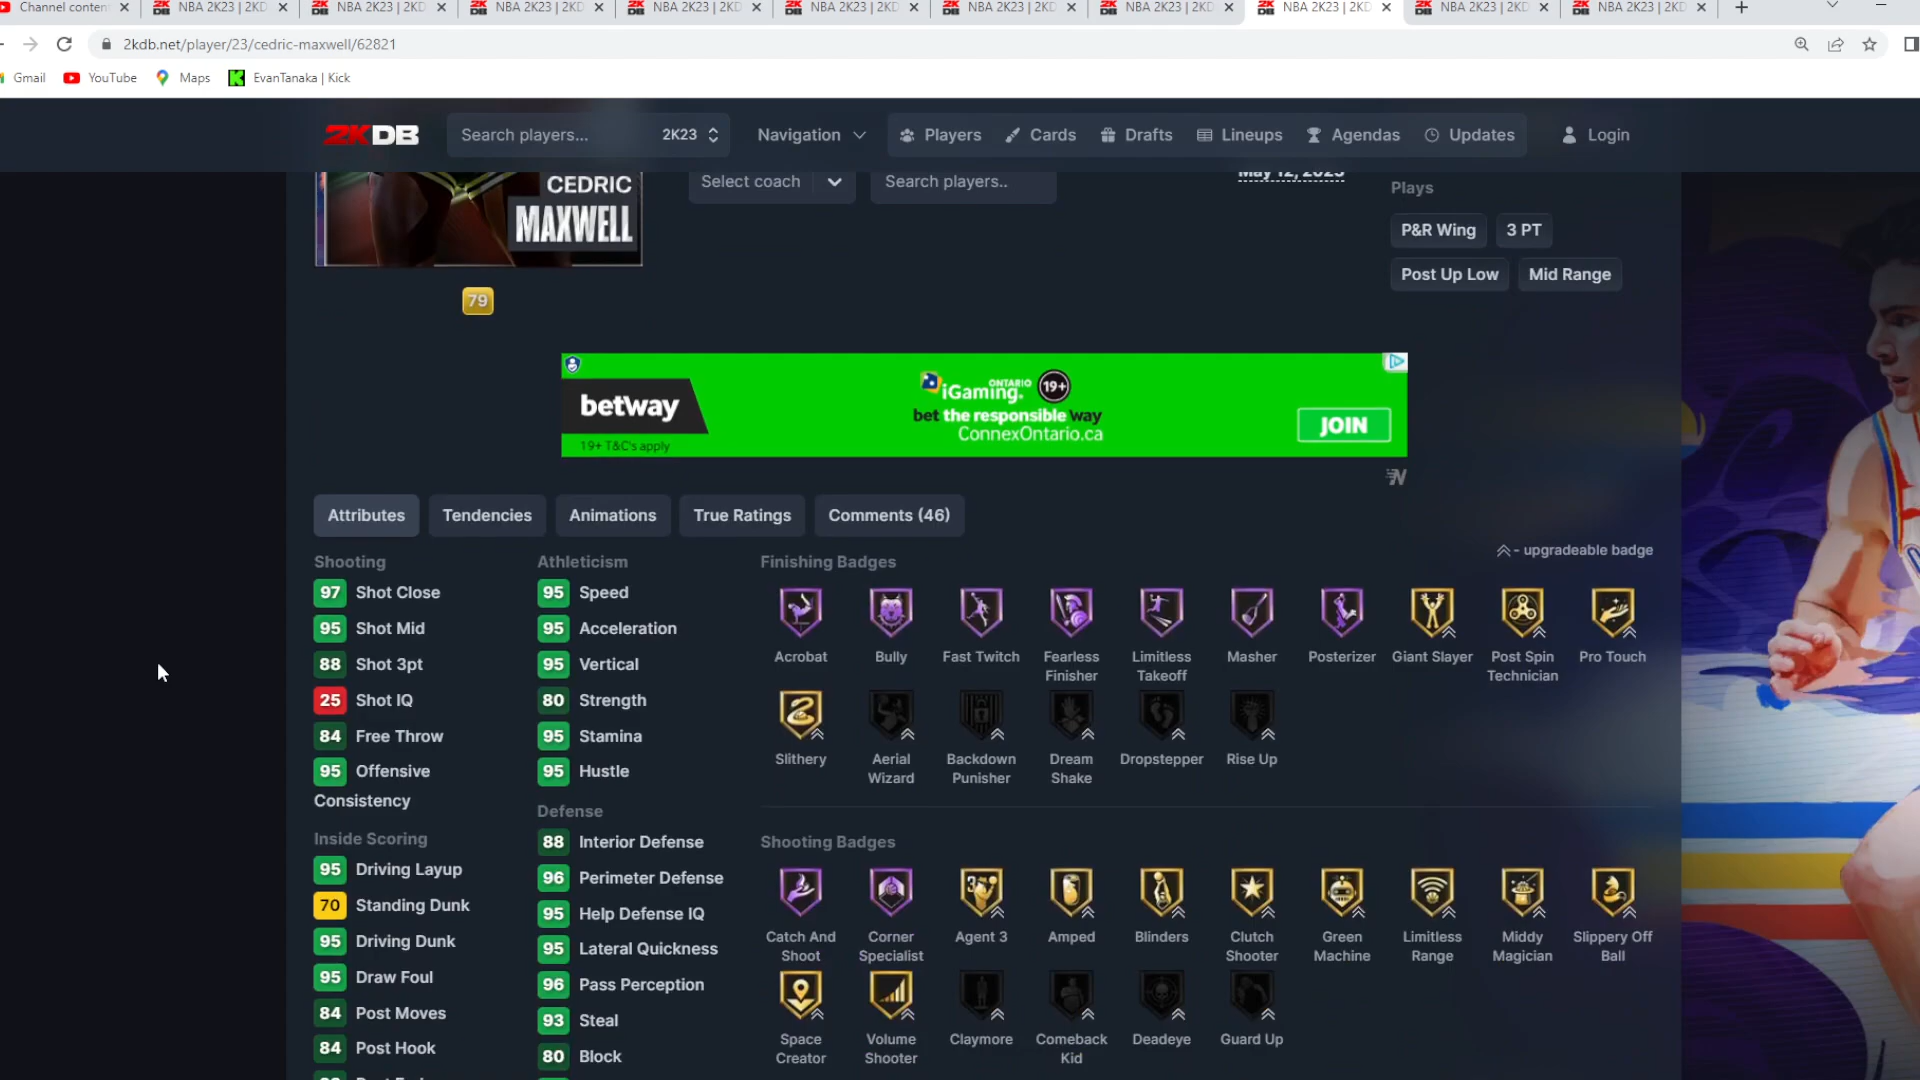 Channel conten
NBA 2K23 | 2KD
NBA 2K23 | 2KD
NBA 2K23 | 2KD
NBA 2K23 | 2KD
NBA 2K23 | 2KD
NBA 2K23 | 2KD
NBA 2K23 | 2KD
NBA 2K23 | 2KD
NBA 2K23 | 2KD
NBA 2K23 | 2KD
2kdb.net/player/23/cedric-maxwell/62821
Gmail YouTube Maps EvanTanaka | Kick
2KDB Search players... 2K23 Navigation Players Cards Drafts Lineups Agendas Updates Login
CEDRIC
MAXWELL
79
Select coach Search players..
May 12, 2023
Plays
P&R Wing 3 PT
Post Up Low Mid Range
betway
19+ T&C's apply
iGaming. ONTARIO 19+
bet the responsible way
ConnexOntario.ca
JOIN
Attributes Tendencies Animations True Ratings Comments (46)
- upgradeable badge
Shooting
97 Shot Close
95 Shot Mid
88 Shot 3pt
25 Shot IQ
84 Free Throw
95 Offensive
Consistency
Inside Scoring
95 Driving Layup
70 Standing Dunk
95 Driving Dunk
95 Draw Foul
84 Post Moves
84 Post Hook
Athleticism
95 Speed
95 Acceleration
95 Vertical
80 Strength
95 Stamina
95 Hustle
Defense
88 Interior Defense
96 Perimeter Defense
95 Help Defense IQ
95 Lateral Quickness
96 Pass Perception
93 Steal
80 Block
Finishing Badges
Acrobat Bully Fast Twitch Fearless Limitless Masher Posterizer Giant Slayer Post Spin Pro Touch
Finisher Takeoff Technician
Slithery Aerial Backdown Dream Dropstepper Rise Up
Wizard Punisher Shake
Shooting Badges
Catch And Corner Agent 3 Amped Blinders Clutch Green Limitless Middy Slippery Off
Shoot Specialist Shooter Machine Range Magician Ball
Space Volume Claymore Comeback Deadeye Guard Up
Creator Shooter Kid